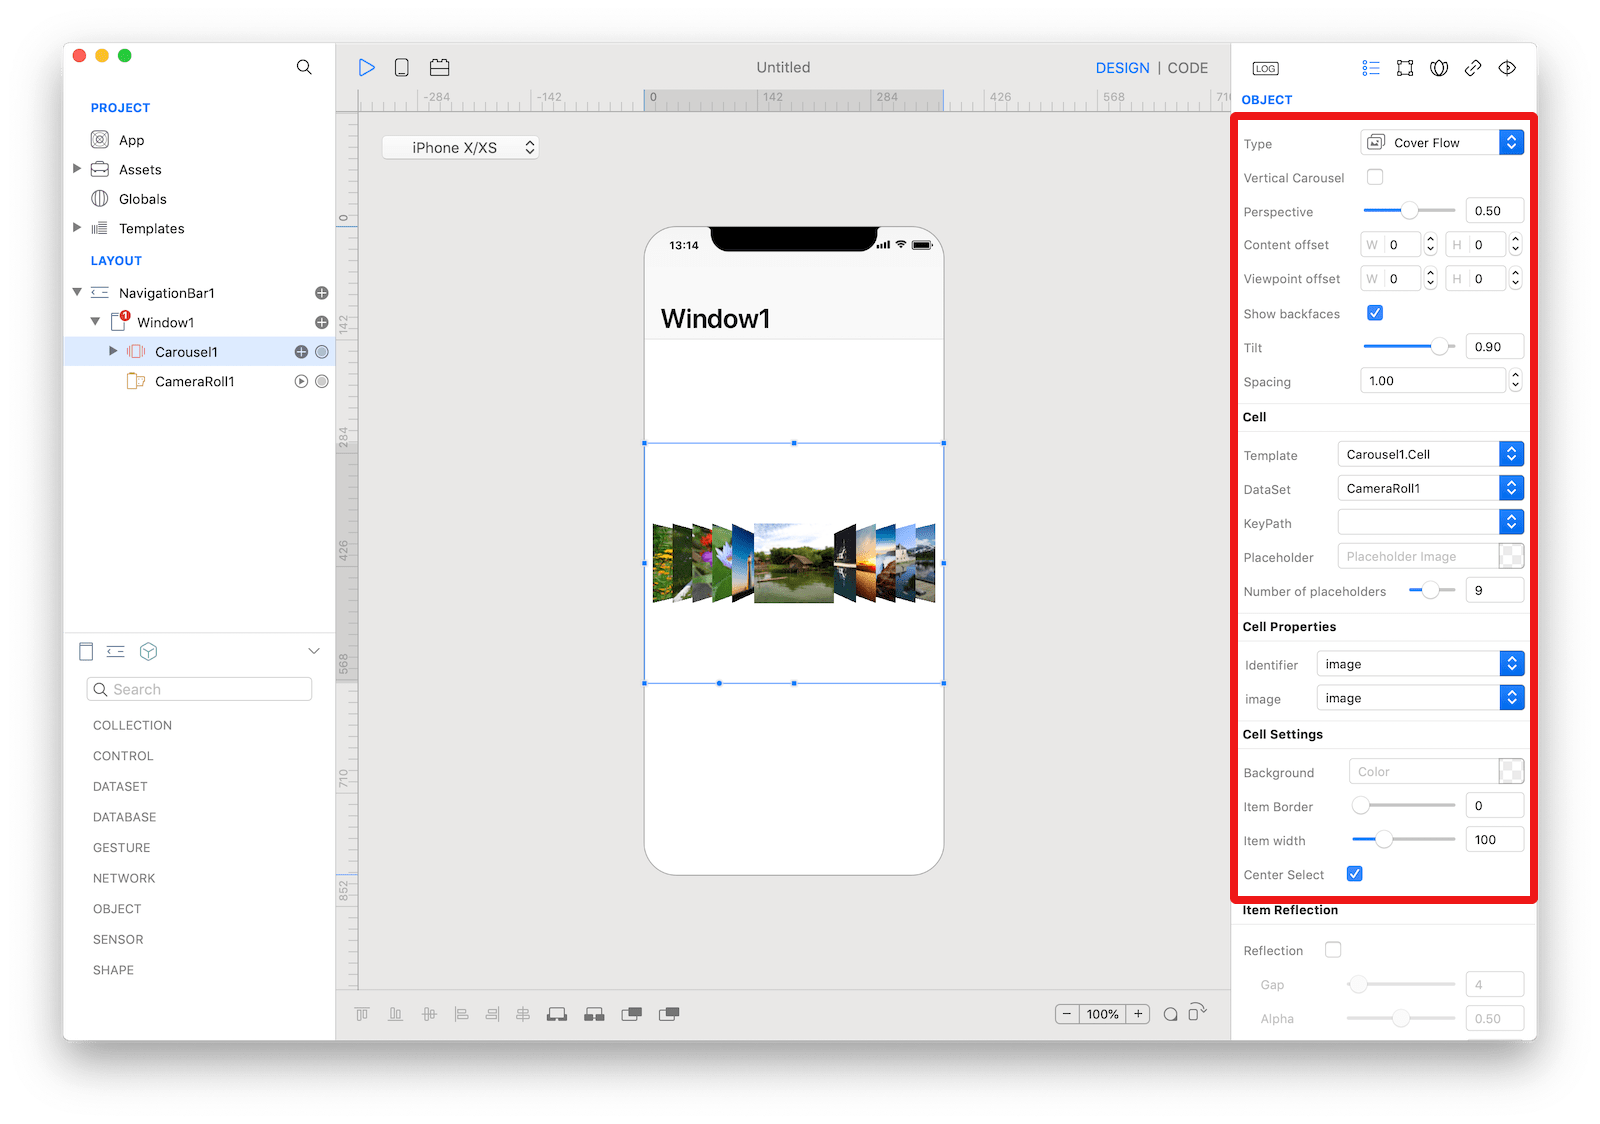 PROJECT
App
Assets
Globals
Templates
LAYOUT
NavigationBar1
1
Window1
Carousel1
CameraRoll1
Search
COLLECTION
CONTROL
DATASET
DATABASE
GESTURE
NETWORK
OBJECT
SENSOR
SHAPE
Untitled
DESIGN | CODE
-284 -142 0 142 284 426 568 710
0
142
284
426
568
710
852
iPhone X/XS
13:14
Window1
100%
LOG
OBJECT
Type Cover Flow
Vertical Carousel
Perspective 0.50
Content offset W 0 H 0
Viewpoint offset W 0 H 0
Show backfaces
Tilt 0.90
Spacing 1.00
Cell
Template Carousel1.Cell
DataSet CameraRoll1
KeyPath
Placeholder Placeholder Image
Number of placeholders 9
Cell Properties
Identifier image
image image
Cell Settings
Background Color
Item Border 0
Item width 100
Center Select
Item Reflection
Reflection
Gap 4
Alpha 0.50